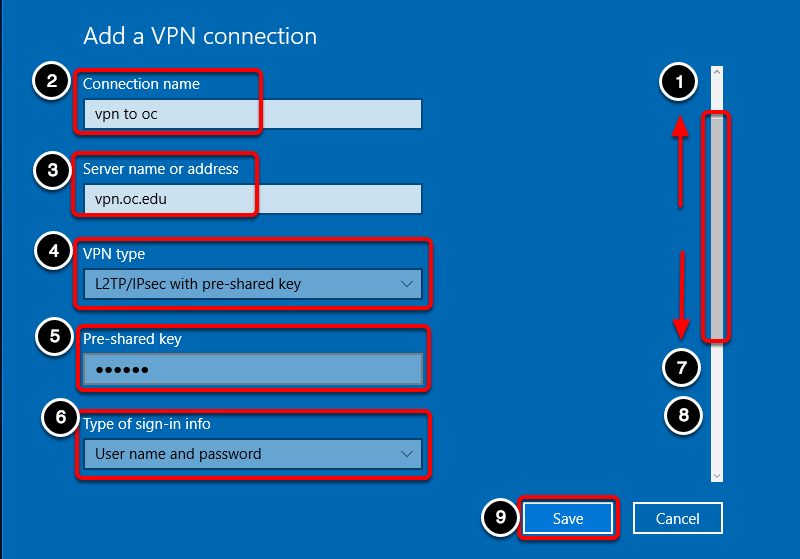 Add a VPN connection
1
2
Connection name
vpn to oc
3
Server name or address
vpn.oc.edu
4
VPN type
L2TP/IPsec with pre-shared key
5
Pre-shared key
●●●●●●
7
6
Type of sign-in info
8
User name and password
9
Save
Cancel